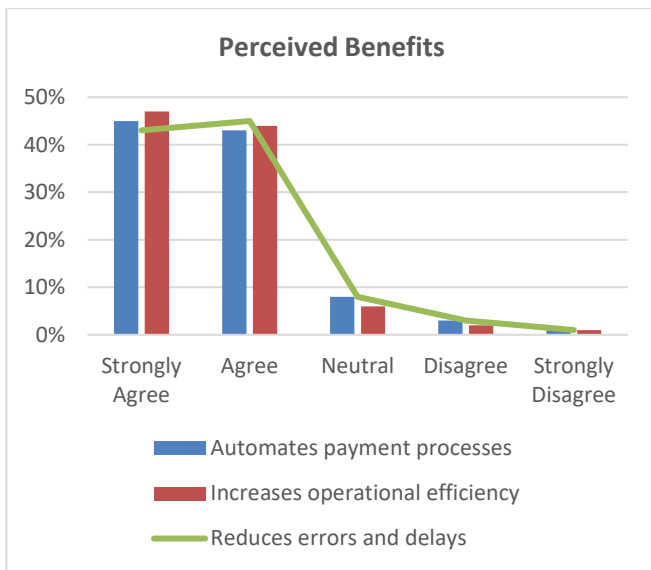 Perceived Benefits
50%
40%
30%
20%
10%
0%
Strongly Agree
Agree
Neutral
Disagree
Strongly Disagree
Automates payment processes
Increases operational efficiency
Reduces errors and delays